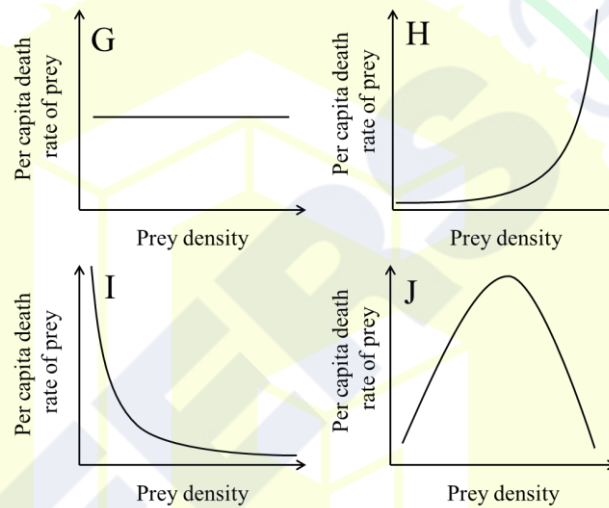 G
Per capita death
rate of prey
Prey density
H
Per capita death
rate of prey
Prey density
I
Per capita death
rate of prey
Prey density
J
Per capita death
rate of prey
Prey density
ERS